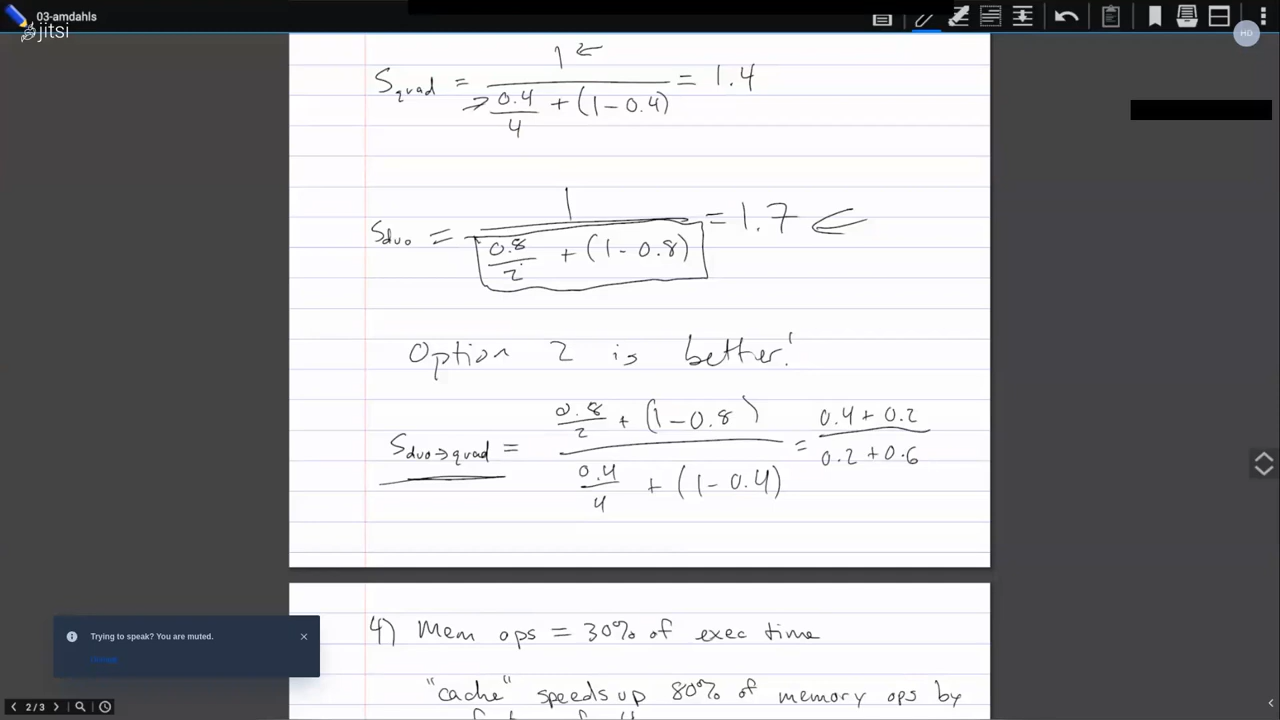 03-amdahls
jitsi
HD
S_quad = 1 ← / (→ 0.4/4 + (1 - 0.4)) = 1.4
S_duo = 1 / (0.8/2 + (1 - 0.8)) = 1.7 ←
Option 2 is better!
S_duo→quad = (0.8/2 + (1 - 0.8)) / (0.4/4 + (1 - 0.4)) = (0.4 + 0.2) / (0.2 + 0.6)
Trying to speak? You are muted.
4) Mem ops = 30% of exec time
"cache" speeds up 80% of memory ops by
2/3